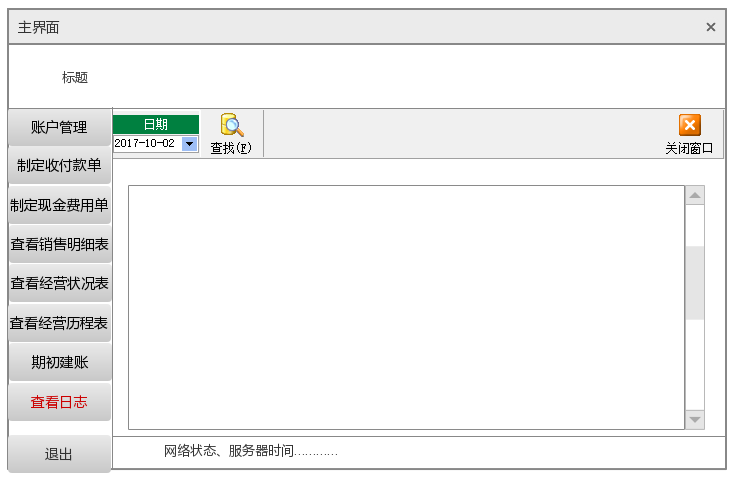 主界面
标题
账户管理
制定收付款单
制定现金费用单
查看销售明细表
查看经营状况表
查看经营历程表
期初建账
查看日志
退出
日期
2017-10-02
查找(F)
关闭窗口
网络状态、服务器时间…………